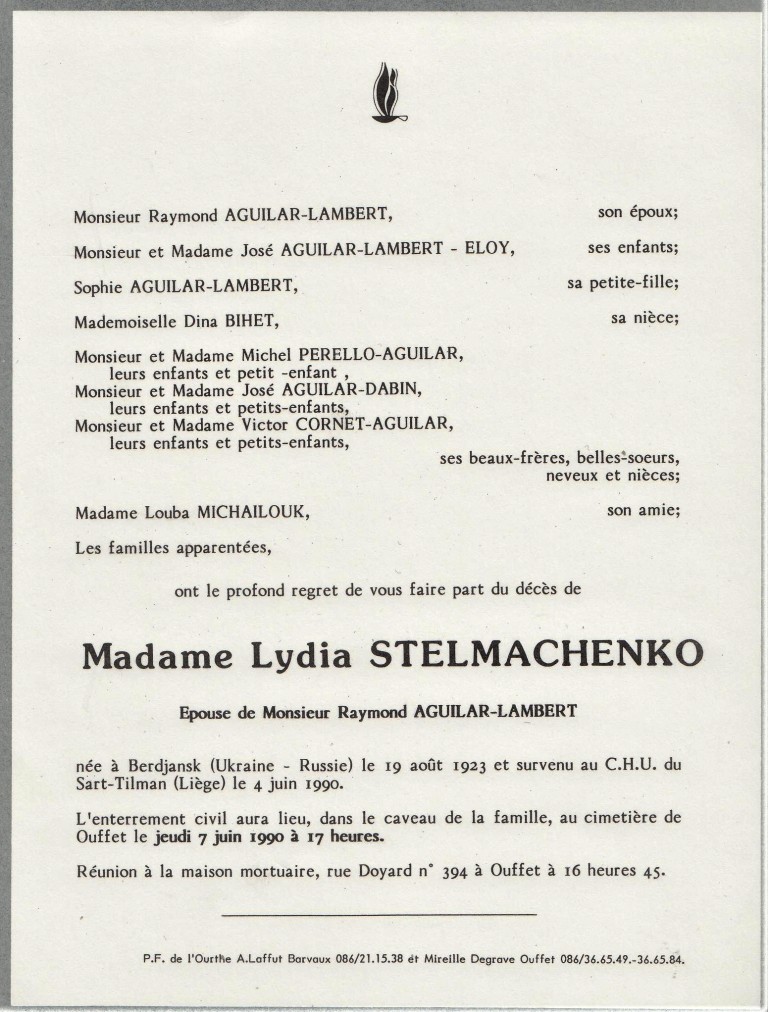 Monsieur Raymond AGUILAR-LAMBERT, son époux;
Monsieur et Madame José AGUILAR-LAMBERT - ELOY, ses enfants;
Sophie AGUILAR-LAMBERT, sa petite-fille;
Mademoiselle Dina BIHET, sa nièce;
Monsieur et Madame Michel PERELLO-AGUILAR,
leurs enfants et petit -enfant ,
Monsieur et Madame José AGUILAR-DABIN,
leurs enfants et petits-enfants,
Monsieur et Madame Victor CORNET-AGUILAR,
leurs enfants et petits-enfants,
ses beaux-frères, belles-soeurs,
neveux et nièces;
Madame Louba MICHAILOUK, son amie;
Les familles apparentées,
ont le profond regret de vous faire part du décès de
Madame Lydia STELMACHENKO
Epouse de Monsieur Raymond AGUILAR-LAMBERT
née à Berdjansk (Ukraine - Russie) le 19 août 1923 et survenu au C.H.U. du
Sart-Tilman (Liège) le 4 juin 1990.
L'enterrement civil aura lieu, dans le caveau de la famille, au cimetière de
Ouffet le jeudi 7 juin 1990 à 17 heures.
Réunion à la maison mortuaire, rue Doyard n° 394 à Ouffet à 16 heures 45.
P.F. de l'Ourthe A.Laffut Barvaux 086/21.15.38 et Mireille Degrave Ouffet 086/36.65.49.-36.65.84.